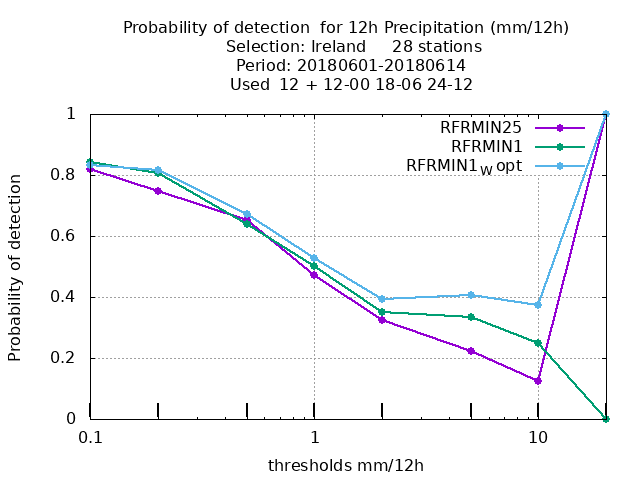 Probability of detection  for 12h Precipitation (mm/12h)
Selection: Ireland     28 stations
Period: 20180601-20180614
Used  12 + 12-00 18-06 24-12
RFRMIN25
RFRMIN1
RFRMIN1W opt
1
0.8
0.6
0.4
0.2
0
Probability of detection
0.1
1
10
thresholds mm/12h